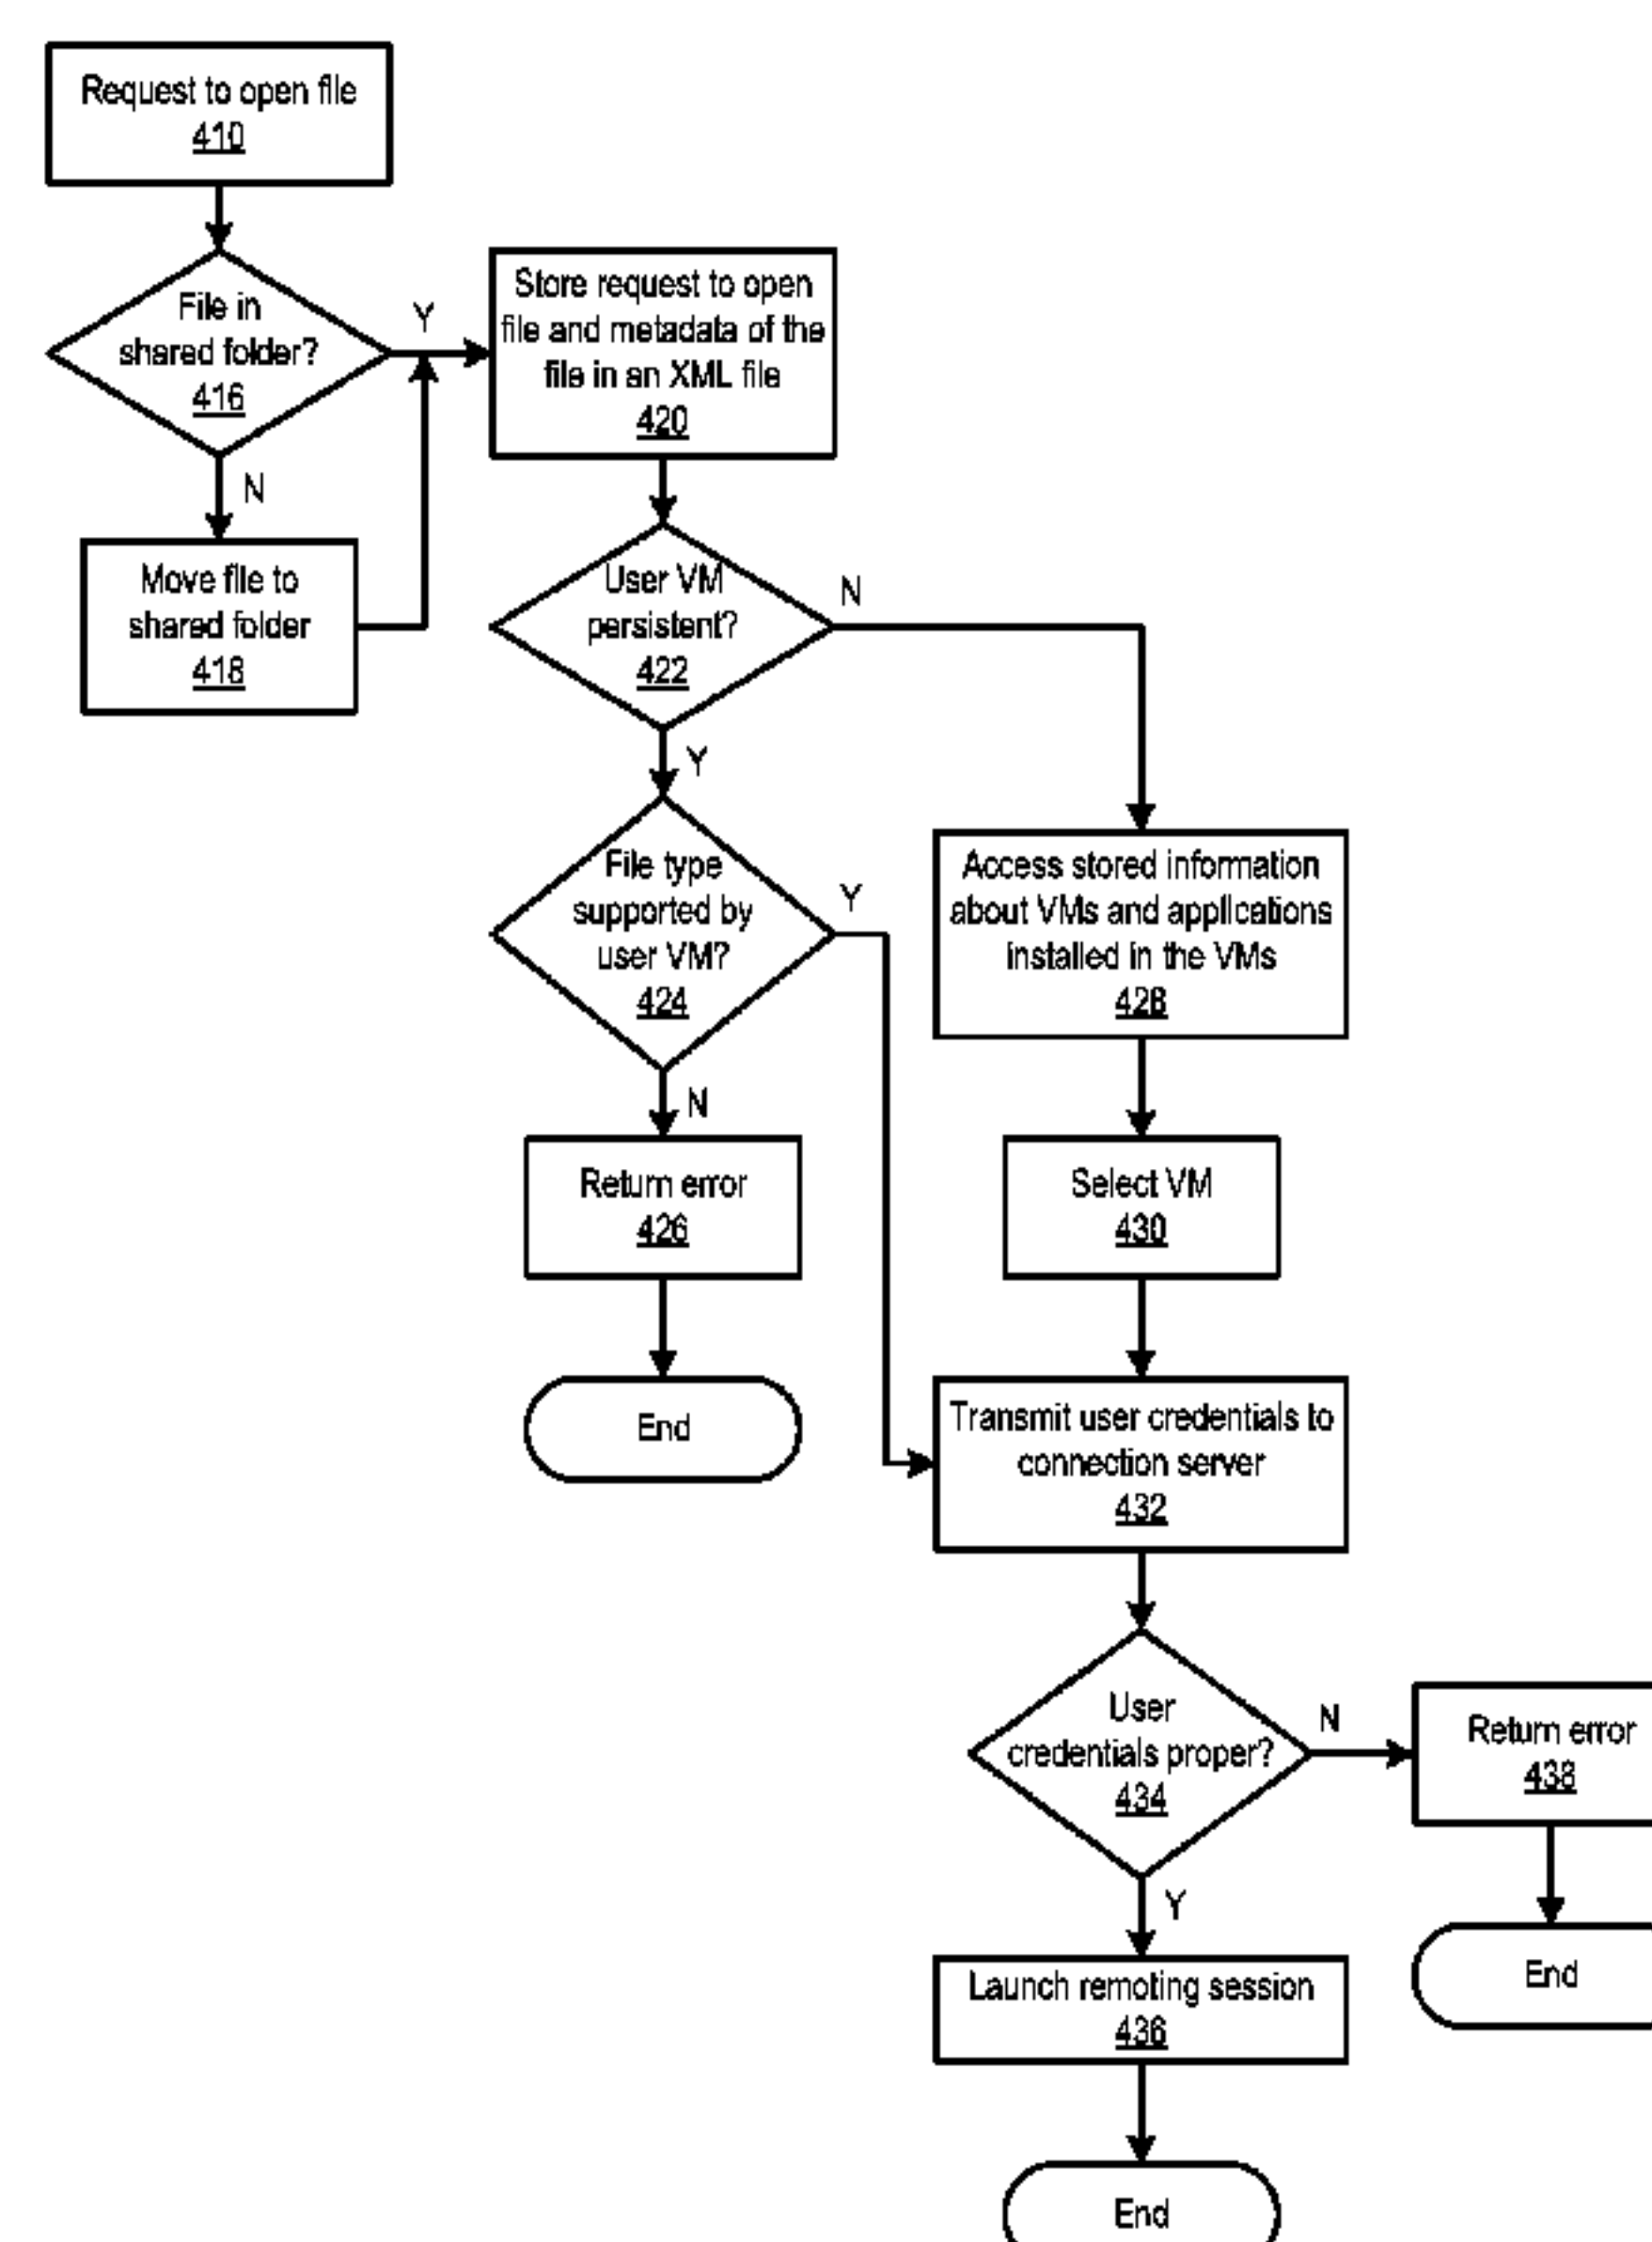 Request to open file
410
File in
shared folder?
416
Y
N
Move file to
shared folder
418
Store request to open
file and metadata of the
file in an XML file
420
User VM
persistent?
422
N
Y
File type
supported by
user VM?
424
Y
N
Return error
426
End
Access stored information
about VMs and applications
installed in the VMs
428
Select VM
430
Transmit user credentials to
connection server
432
User
credentials proper?
434
N
Return error
438
End
Y
Launch remoting session
436
End